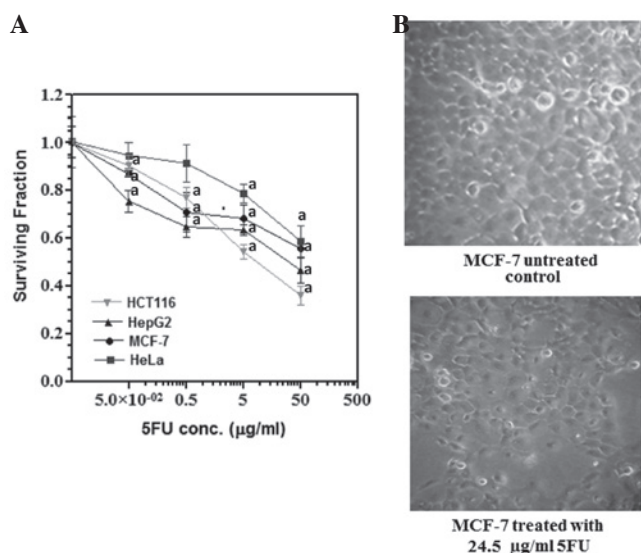 A
B
1.2
1.0
0.8
0.6
0.4
0.2
0.0
Surviving Fraction
a
a
a
a
a
a
a
a
a
a
a
a
a
a
HCT116
HepG2
MCF-7
HeLa
5.0×10⁻⁰² 0.5 5 50 500
5FU conc. (µg/ml)
MCF-7 untreated
control
MCF-7 treated with
24.5 µg/ml 5FU